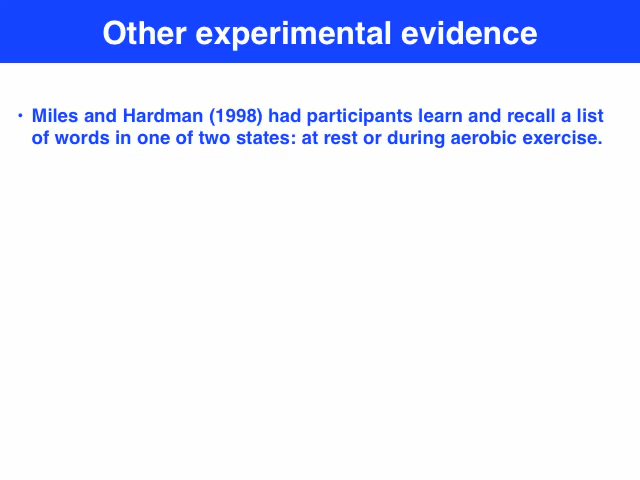 Other experimental evidence
• Miles and Hardman (1998) had participants learn and recall a list
of words in one of two states: at rest or during aerobic exercise.